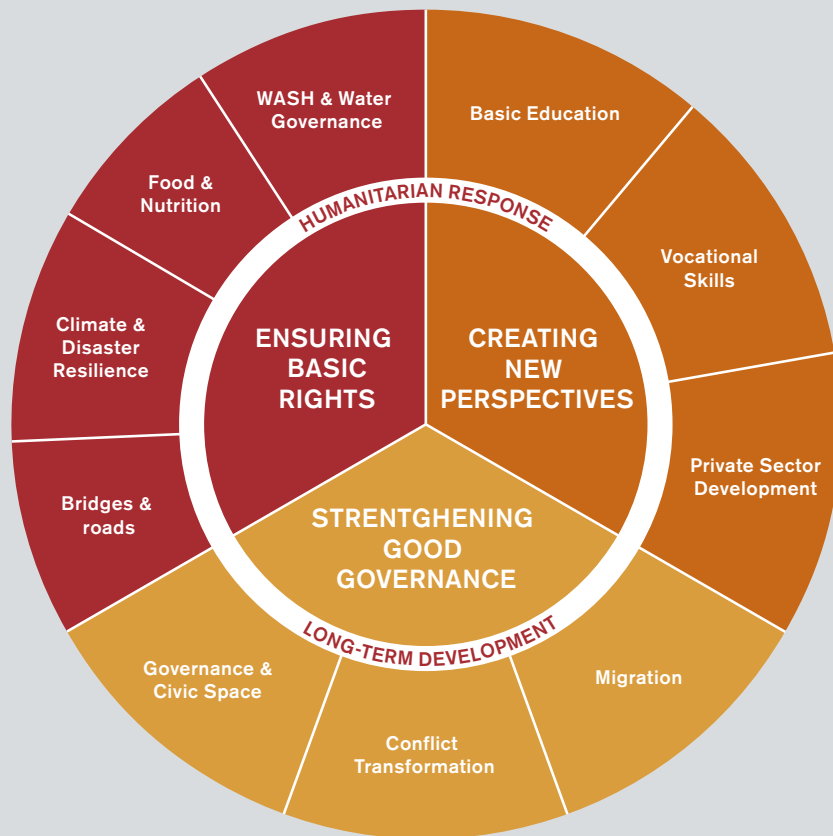 WASH & Water
Governance
Basic Education
Food &
Nutrition
HUMANITARIAN RESPONSE
Vocational
Skills
Climate &
Disaster
Resilience
ENSURING
BASIC
RIGHTS
CREATING
NEW
PERSPECTIVES
Private Sector
Development
Bridges &
roads
STRENTGHENING
GOOD
GOVERNANCE
LONG-TERM DEVELOPMENT
Governance &
Civic Space
Migration
Conflict
Transformation